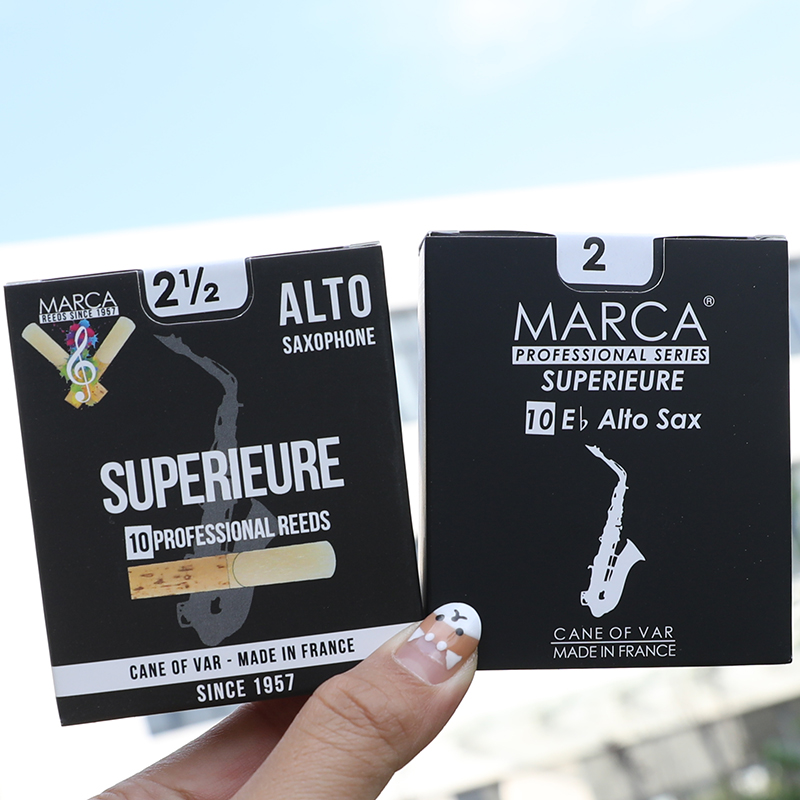 2½
MARCA
REEDS SINCE 1957
ALTO
SAXOPHONE
SUPERIEURE
10 PROFESSIONAL REEDS
CANE OF VAR - MADE IN FRANCE
SINCE 1957
2
MARCA®
PROFESSIONAL SERIES
SUPERIEURE
10 E♭ Alto Sax
CANE OF VAR
MADE IN FRANCE